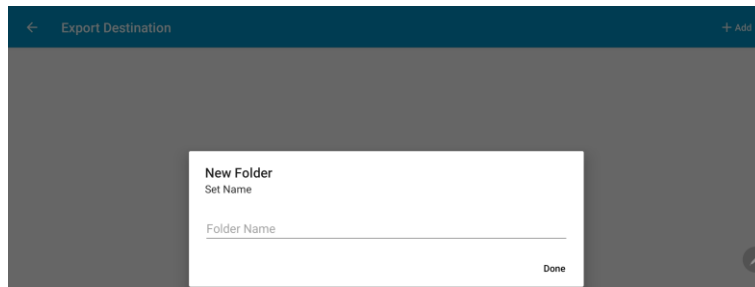 Export Destination
+ Add
New Folder
Set Name
Folder Name
Done